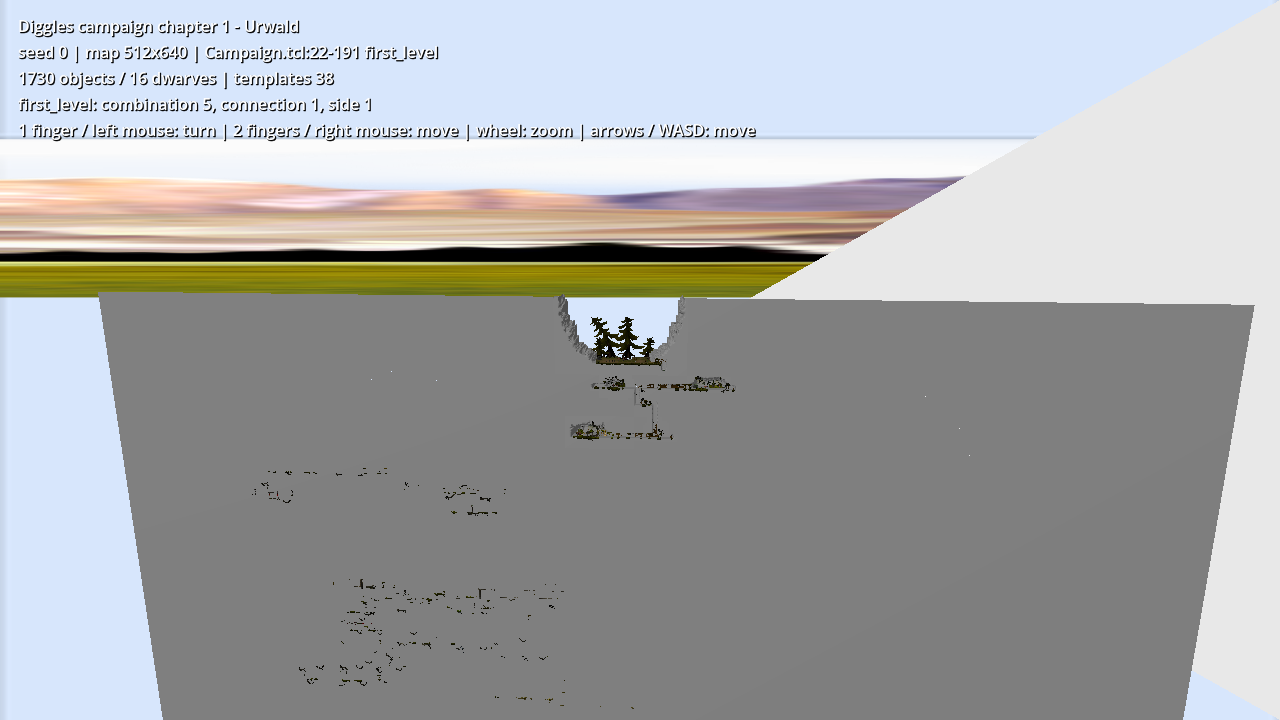 Diggles campaign chapter 1 - Urwald
seed 0 | map 512x640 | Campaign.tcl:22-191 first_level
1730 objects / 16 dwarves | templates 38
first_level: combination 5, connection 1, side 1
1 finger / left mouse: turn | 2 fingers / right mouse: move | wheel: zoom | arrows / WASD: move